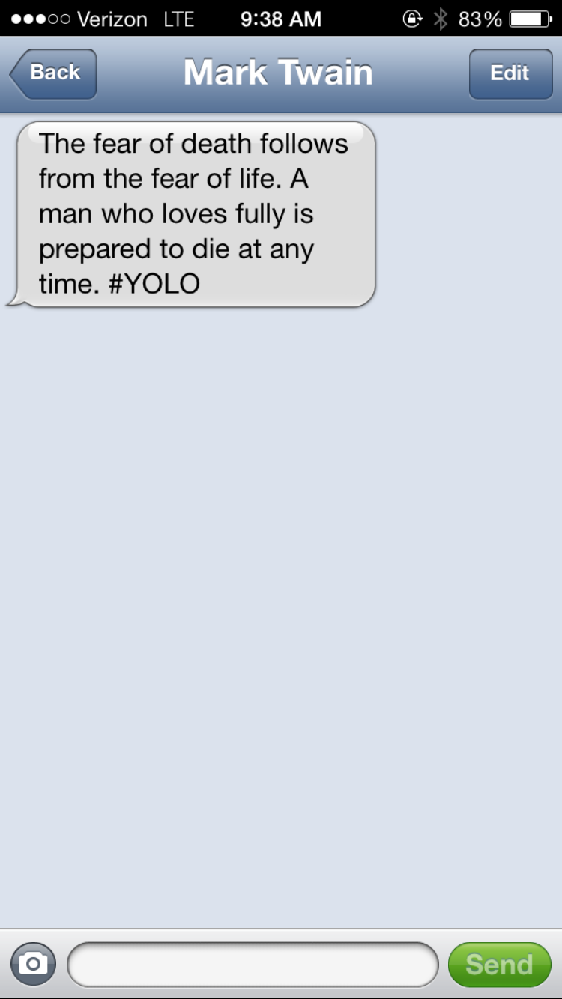 Verizon LTE 9:38 AM 83%
Back Mark Twain Edit
The fear of death follows
from the fear of life. A
man who loves fully is
prepared to die at any
time. #YOLO
Send